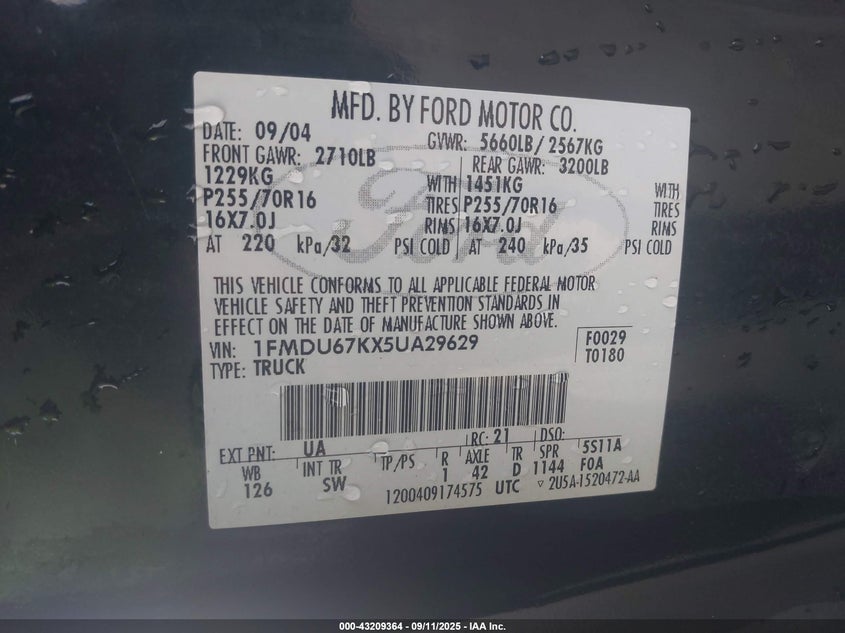 MFD. BY FORD MOTOR CO.
DATE: 09/04 GVWR: 5660LB/ 2567KG
FRONT GAWR: 2710LB REAR GAWR: 3200LB
1229KG WITH 1451KG WITH
P255/70R16 TIRES P255/70R16 TIRES
16X7.0J RIMS 16X7.0J RIMS
AT 220 kPa/32 PSI COLD AT 240 kPa/35 PSI COLD
Ford
THIS VEHICLE CONFORMS TO ALL APPLICABLE FEDERAL MOTOR
VEHICLE SAFETY AND THEFT PREVENTION STANDARDS IN
EFFECT ON THE DATE OF MANUFACTURE SHOWN ABOVE.
VIN: 1FMDU67KX5UA29629 F0029
TYPE: TRUCK T0180
EXT PNT: UA RC: 21 DSO:
WB INT TR TP/PS R AXLE TR SPR 5S11A
126 SW 1 42 D 1144 F0A
1200409174575 UTC ▽ 2U5A-1520472-AA
000-43209364 - 09/11/2025 - IAA Inc.